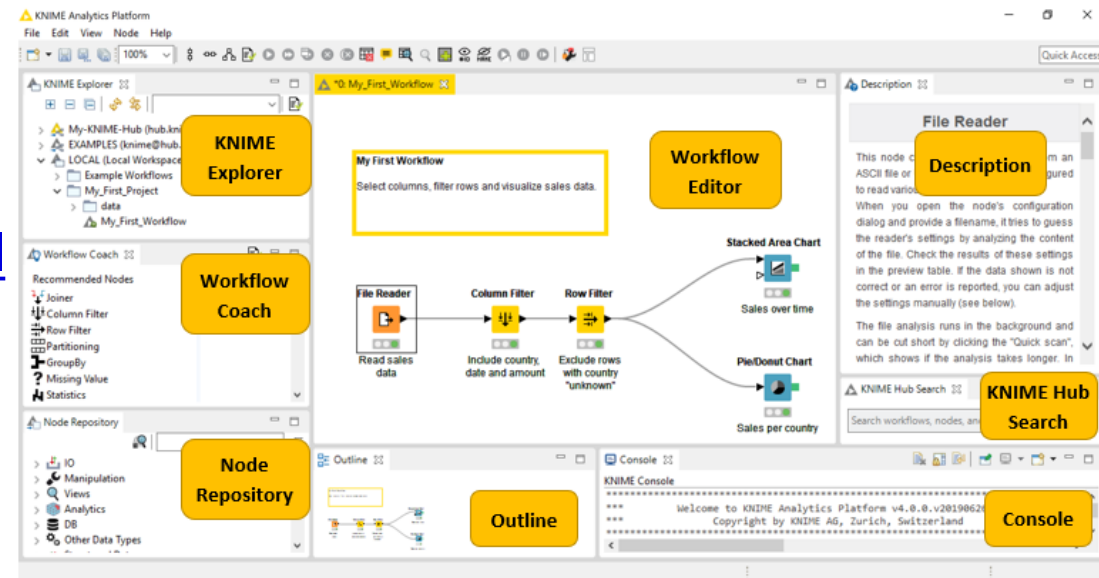 KNIME Analytics Platform
File Edit View Node Help
100%
Quick Access
KNIME Explorer
My-KNIME-Hub (hub.kni
EXAMPLES (knime@hub.
LOCAL (Local Workspace
Example Workflows
My_First_Project
data
My_First_Workflow
KNIME
Explorer
Workflow Coach
Recommended Nodes
Joiner
Column Filter
Row Filter
Partitioning
GroupBy
Missing Value
Statistics
Workflow
Coach
Node Repository
IO
Manipulation
Views
Analytics
DB
Other Data Types
Node
Repository
*0: My_First_Workflow
My First Workflow
Select columns, filter rows and visualize sales data.
Workflow
Editor
File Reader
Read sales
data
Column Filter
Include country,
date and amount
Row Filter
Exclude rows
with country
"unknown"
Stacked Area Chart
Sales over time
Pie/Donut Chart
Sales per country
Description
File Reader
This node c om an
ASCII file or gured
to read variou
When you open the node's configuration
dialog and provide a filename, it tries to guess
the reader's settings by analyzing the content
of the file. Check the results of these settings
in the preview table. If the data shown is not
correct or an error is reported, you can adjust
the settings manually (see below).
The file analysis runs in the background and
can be cut short by clicking the "Quick scan",
which shows if the analysis takes longer. In
Description
KNIME Hub Search
Search workflows, nodes, and
KNIME Hub
Search
Outline
Outline
Console
KNIME Console
*** Welcome to KNIME Analytics Platform v4.0.0.v2019062
*** Copyright by KNIME AG, Zurich, Switzerland
Console